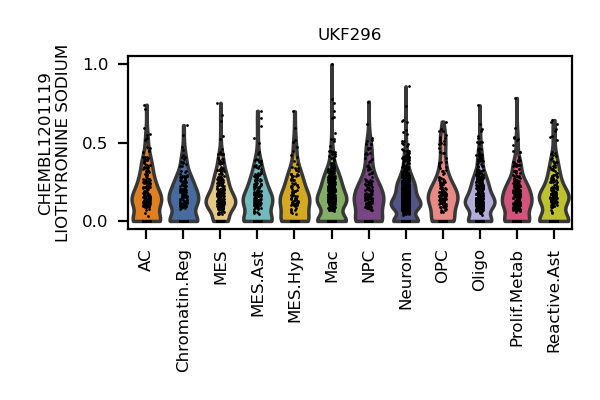 UKF296
CHEMBL1201119
LIOTHYRONINE SODIUM
1.0
0.5
0.0
AC
Chromatin.Reg
MES
MES.Ast
MES.Hyp
Mac
NPC
Neuron
OPC
Oligo
Prolif.Metab
Reactive.Ast